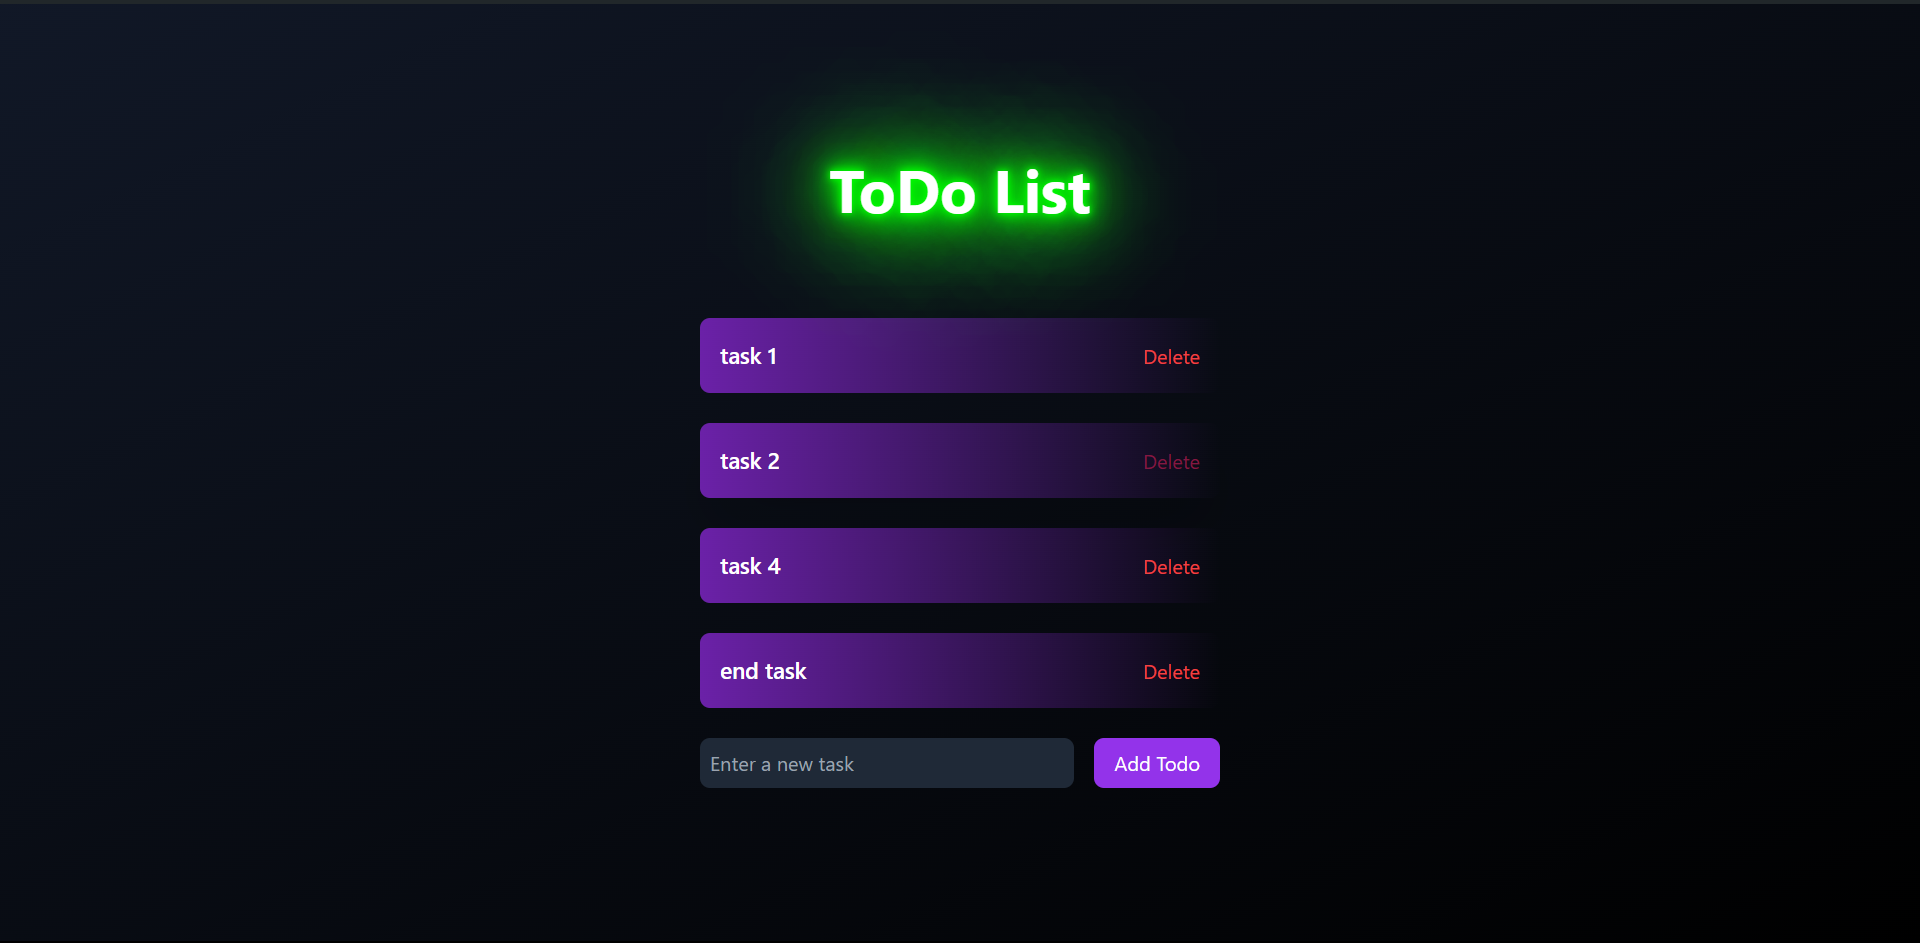 ToDo List
task 1 Delete
task 2 Delete
task 4 Delete
end task Delete
Enter a new task Add Todo